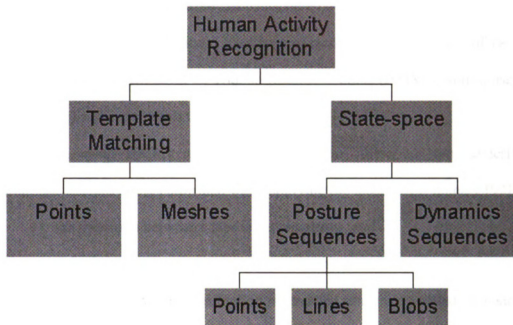 Human Activity
Recognition
Template
Matching
State-space
Points
Meshes
Posture
Sequences
Dynamics
Sequences
Points
Lines
Blobs